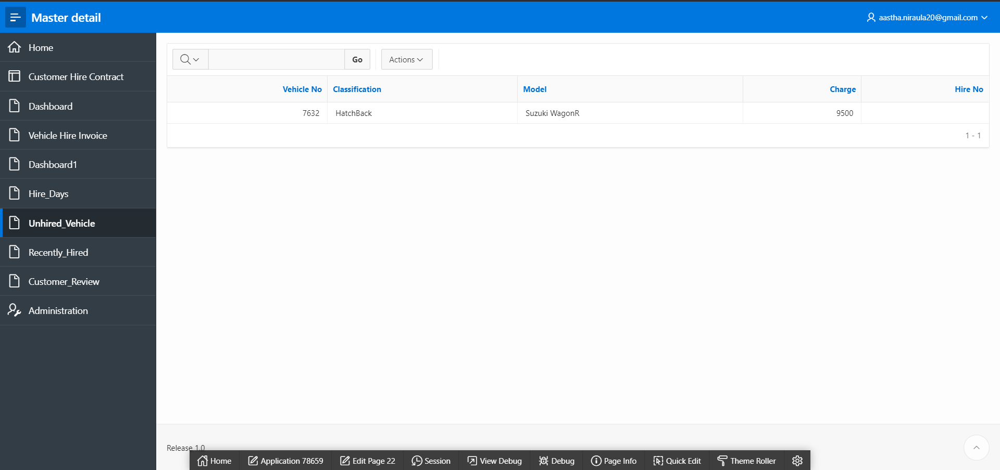 Master detail
aastha.niraula20@gmail.com
Home
Customer Hire Contract
Dashboard
Vehicle Hire Invoice
Dashboard1
Hire_Days
Unhired_Vehicle
Recently_Hired
Customer_Review
Administration
Go Actions
Vehicle No Classification Model Charge Hire No
7632 HatchBack Suzuki WagonR 9500
1 - 1
Release 1.0
Home Application 78659 Edit Page 22 Session View Debug Debug Page Info Quick Edit Theme Roller